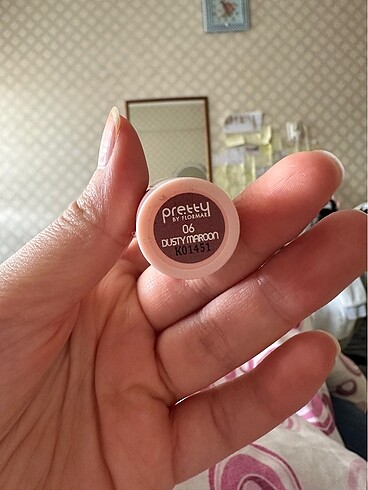 pretty
BY FLORMAR
06
DUSTY MAROON
K01451